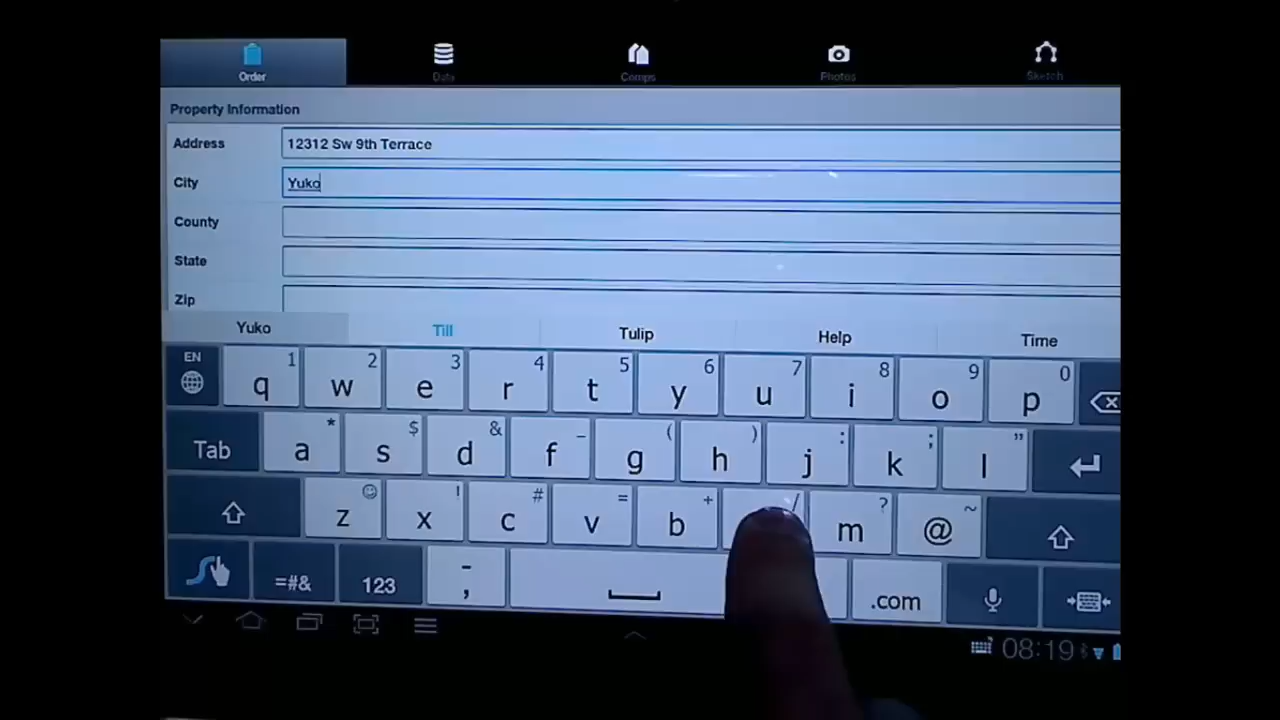 Order Data Comps Photos Sketch
Property Information
Address 12312 Sw 9th Terrace
City Yuko
County
State
Zip
Yuko Till Tulip Help Time
EN 1 2 3 4 5 6 7 8 9 0
q w e r t y u i o p
* $ & _ ( ) : ; "
Tab a s d f g h j k l
! # = + / ? ~
z x c v b m @
=#& 123 - , .com
08:19